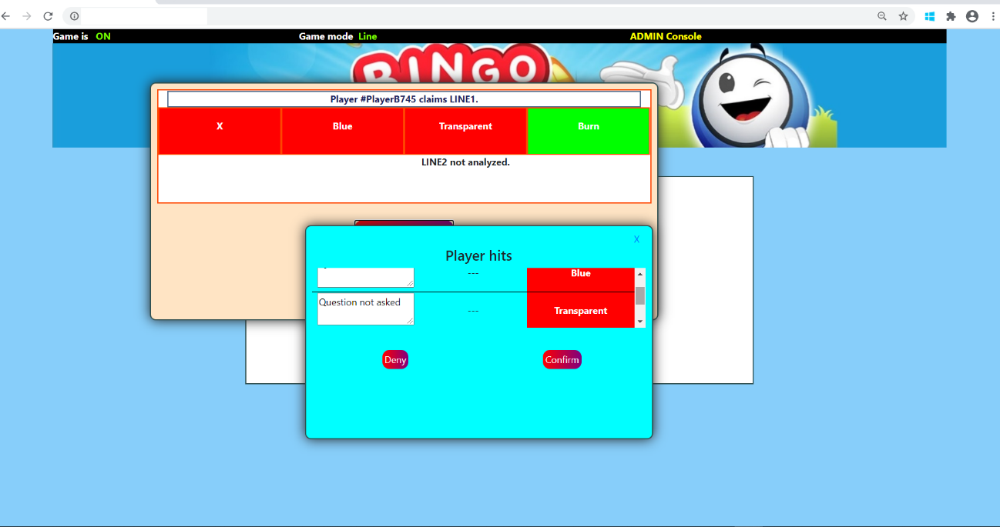 Game is ON Game mode Line ADMIN Console
BINGO
Player #PlayerB745 claims LINE1.
X Blue Transparent Burn
LINE2 not analyzed.
X
Player hits
--- Blue
Question not asked --- Transparent
Deny Confirm